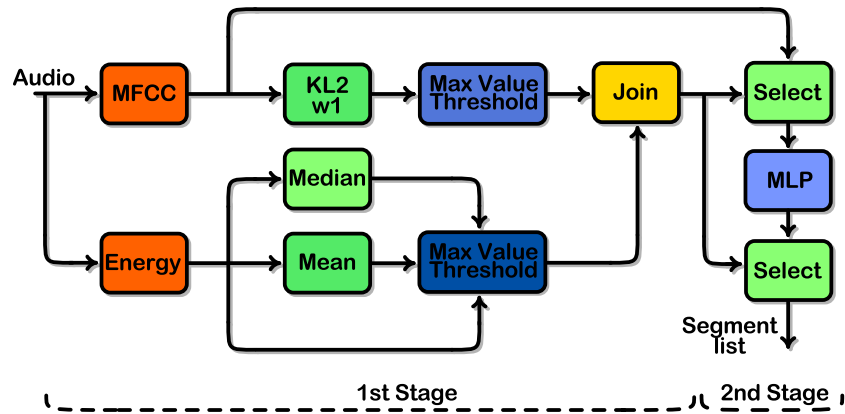 Audio
MFCC
KL2
w1
Max Value
Threshold
Join
Select
Median
MLP
Energy
Mean
Max Value
Threshold
Select
Segment
list
1st Stage
2nd Stage